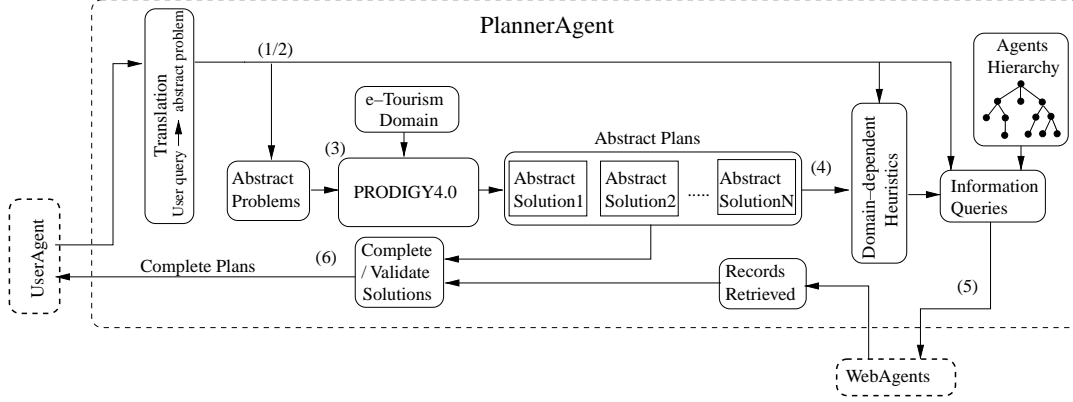 PlannerAgent
Translation
User query → abstract problem
(1/2)
Agents
Hierarchy
e–Tourism
Domain
(3)
Abstract
Problems
PRODIGY4.0
Abstract Plans
Abstract
Solution1
Abstract
Solution2
.....
Abstract
SolutionN
(4)
Domain–dependent
Heuristics
Information
Queries
UserAgent
Complete Plans
(6)
Complete
/ Validate
Solutions
Records
Retrieved
(5)
WebAgents